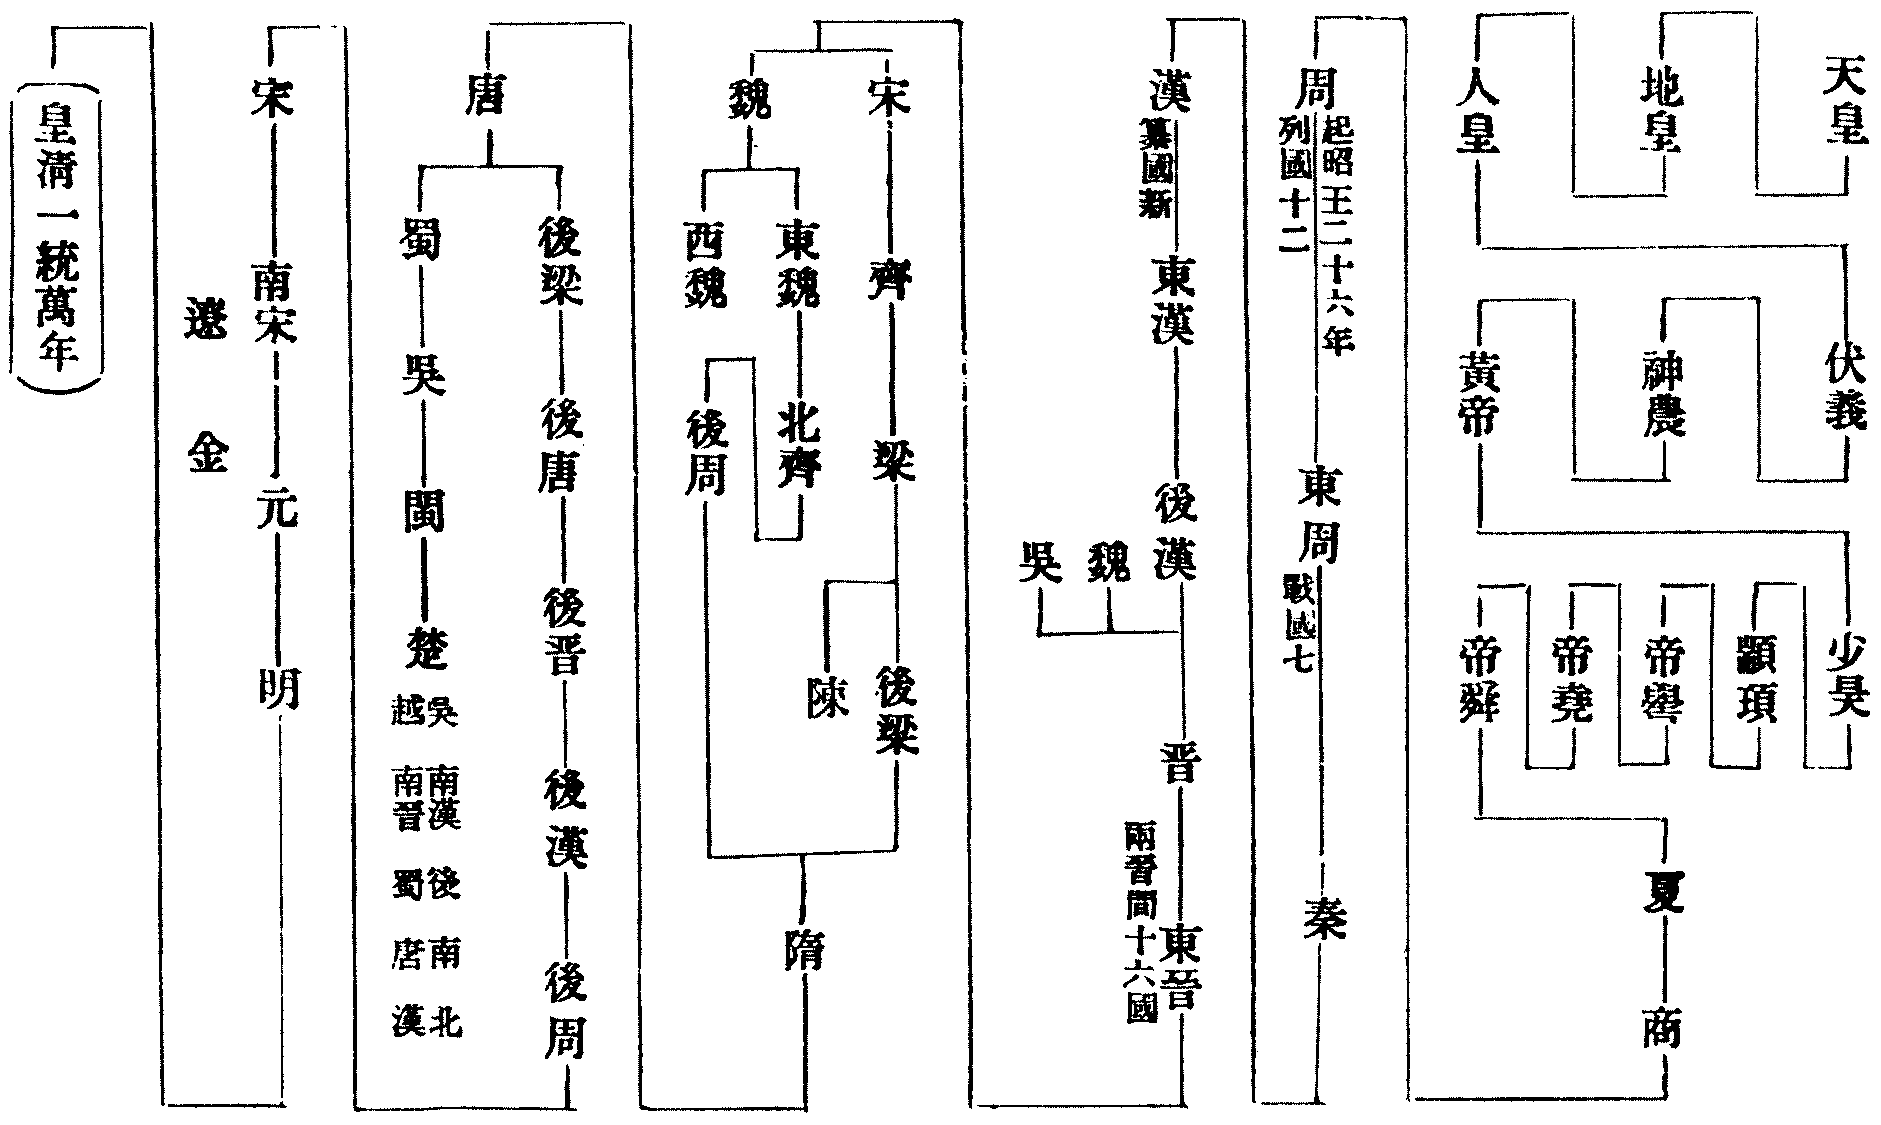 天皇
地皇
人皇
伏羲
神農
黃帝
少昊
顓頊
帝嚳
帝堯
帝舜
夏
商
周
起昭王二十六年
列國十二
東周
戰國七
秦
漢
篡國新
東漢
後漢
魏
吳
晋
兩晉間十六國
東晉
宋
齊
梁
後梁
陳
魏
東魏
西魏
北齊
後周
隋
唐
後梁
後唐
後晋
後漢
後周
蜀
吳
閩
楚
吳越
南漢
南晉
後蜀
南唐
北漢
宋
南宋
元
明
遼
金
皇清一統萬年